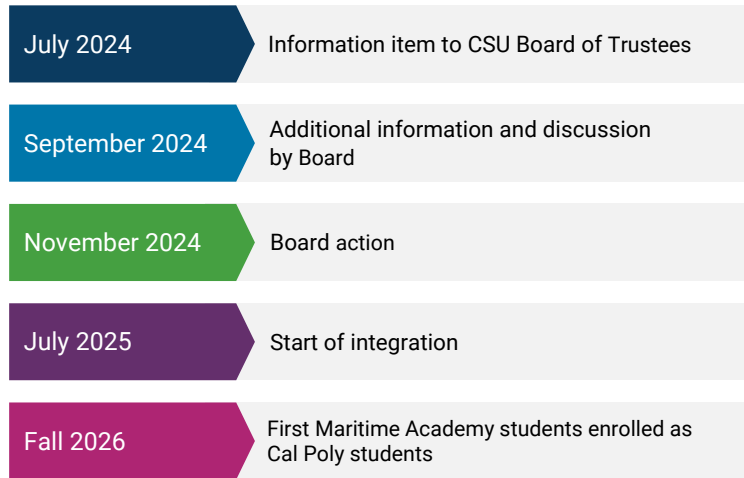 July 2024
Information item to CSU Board of Trustees
September 2024
Additional information and discussion
by Board
November 2024
Board action
July 2025
Start of integration
Fall 2026
First Maritime Academy students enrolled as
Cal Poly students